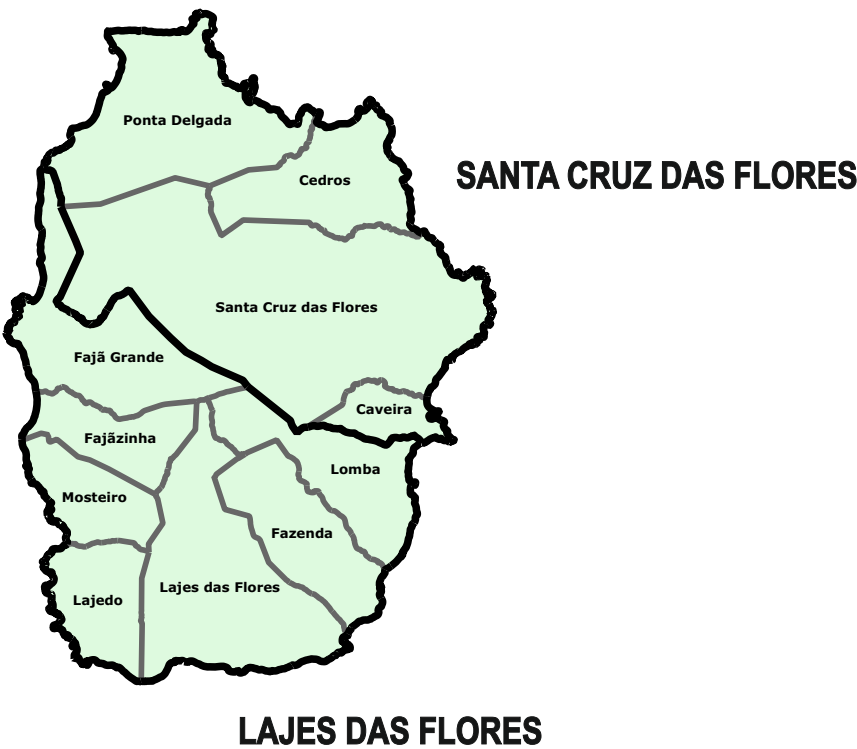 Ponta Delgada
Cedros
SANTA CRUZ DAS FLORES
Santa Cruz das Flores
Fajã Grande
Caveira
Fajãzinha
Lomba
Mosteiro
Fazenda
Lajes das Flores
Lajedo
LAJES DAS FLORES